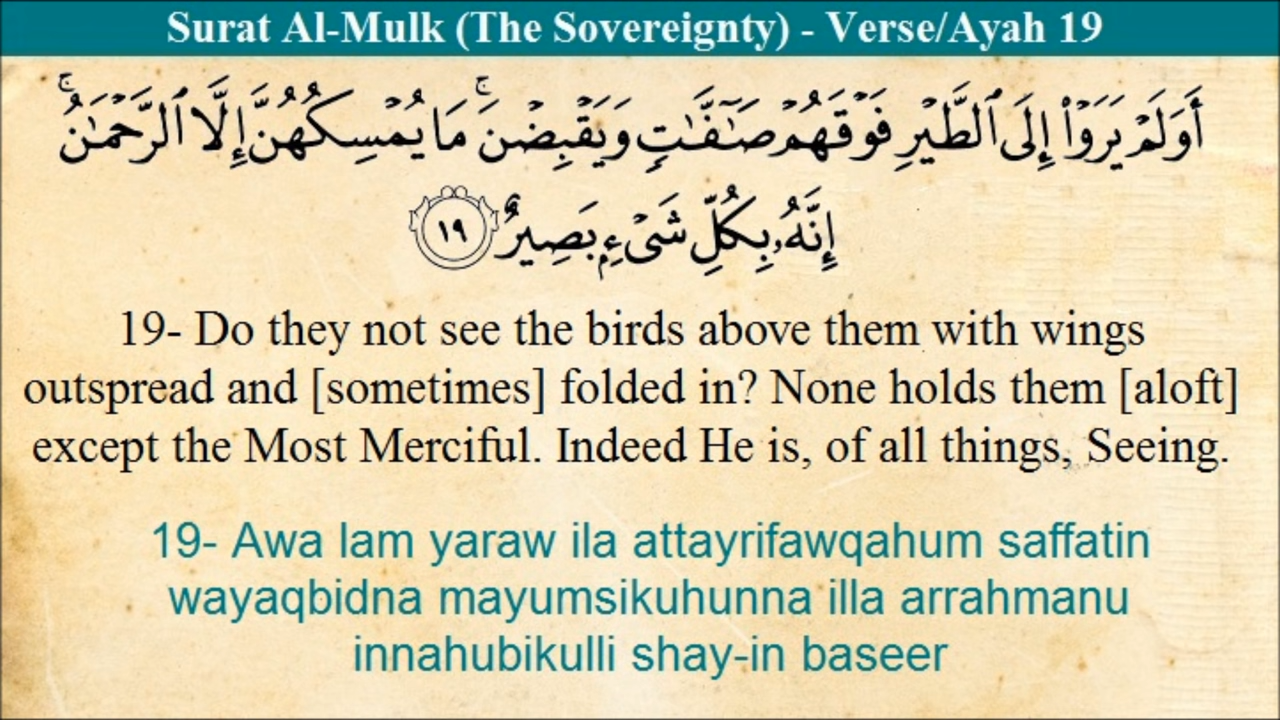 Surat Al-Mulk (The Sovereignty) - Verse/Ayah 19
أَوَلَمْ يَرَوْا۟ إِلَى ٱلطَّيْرِ فَوْقَهُمْ صَـٰٓفَّـٰتٍ وَيَقْبِضْنَ ۚ مَا يُمْسِكُهُنَّ إِلَّا ٱلرَّحْمَـٰنُ ۚ
إِنَّهُۥ بِكُلِّ شَىْءٍۭ بَصِيرٌ ١٩
19- Do they not see the birds above them with wings
outspread and [sometimes] folded in? None holds them [aloft]
except the Most Merciful. Indeed He is, of all things, Seeing.
19- Awa lam yaraw ila attayrifawqahum saffatin
wayaqbidna mayumsikuhunna illa arrahmanu
innahubikulli shay-in baseer